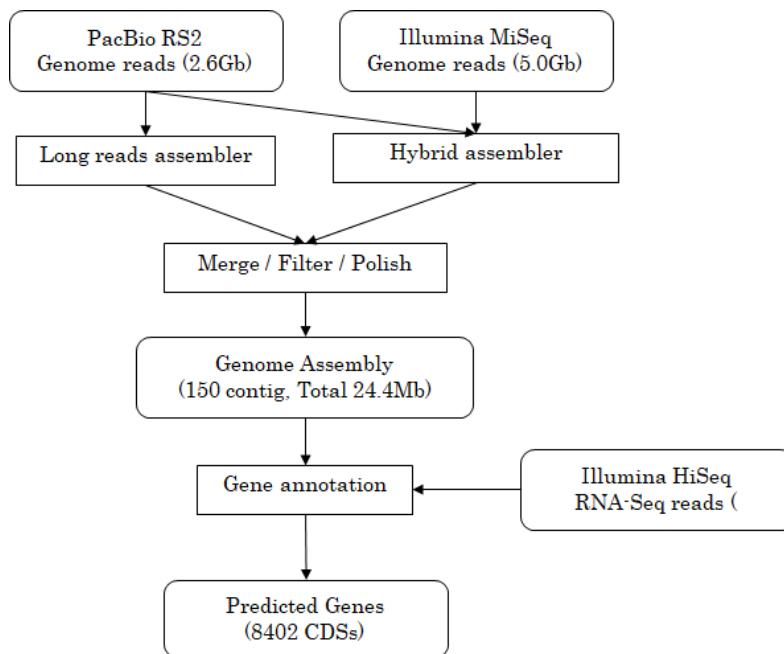 PacBio RS2
Genome reads (2.6Gb)
Illumina MiSeq
Genome reads (5.0Gb)
Long reads assembler
Hybrid assembler
Merge / Filter / Polish
Genome Assembly
(150 contig, Total 24.4Mb)
Gene annotation
Illumina HiSeq
RNA-Seq reads (
Predicted Genes
(8402 CDSs)